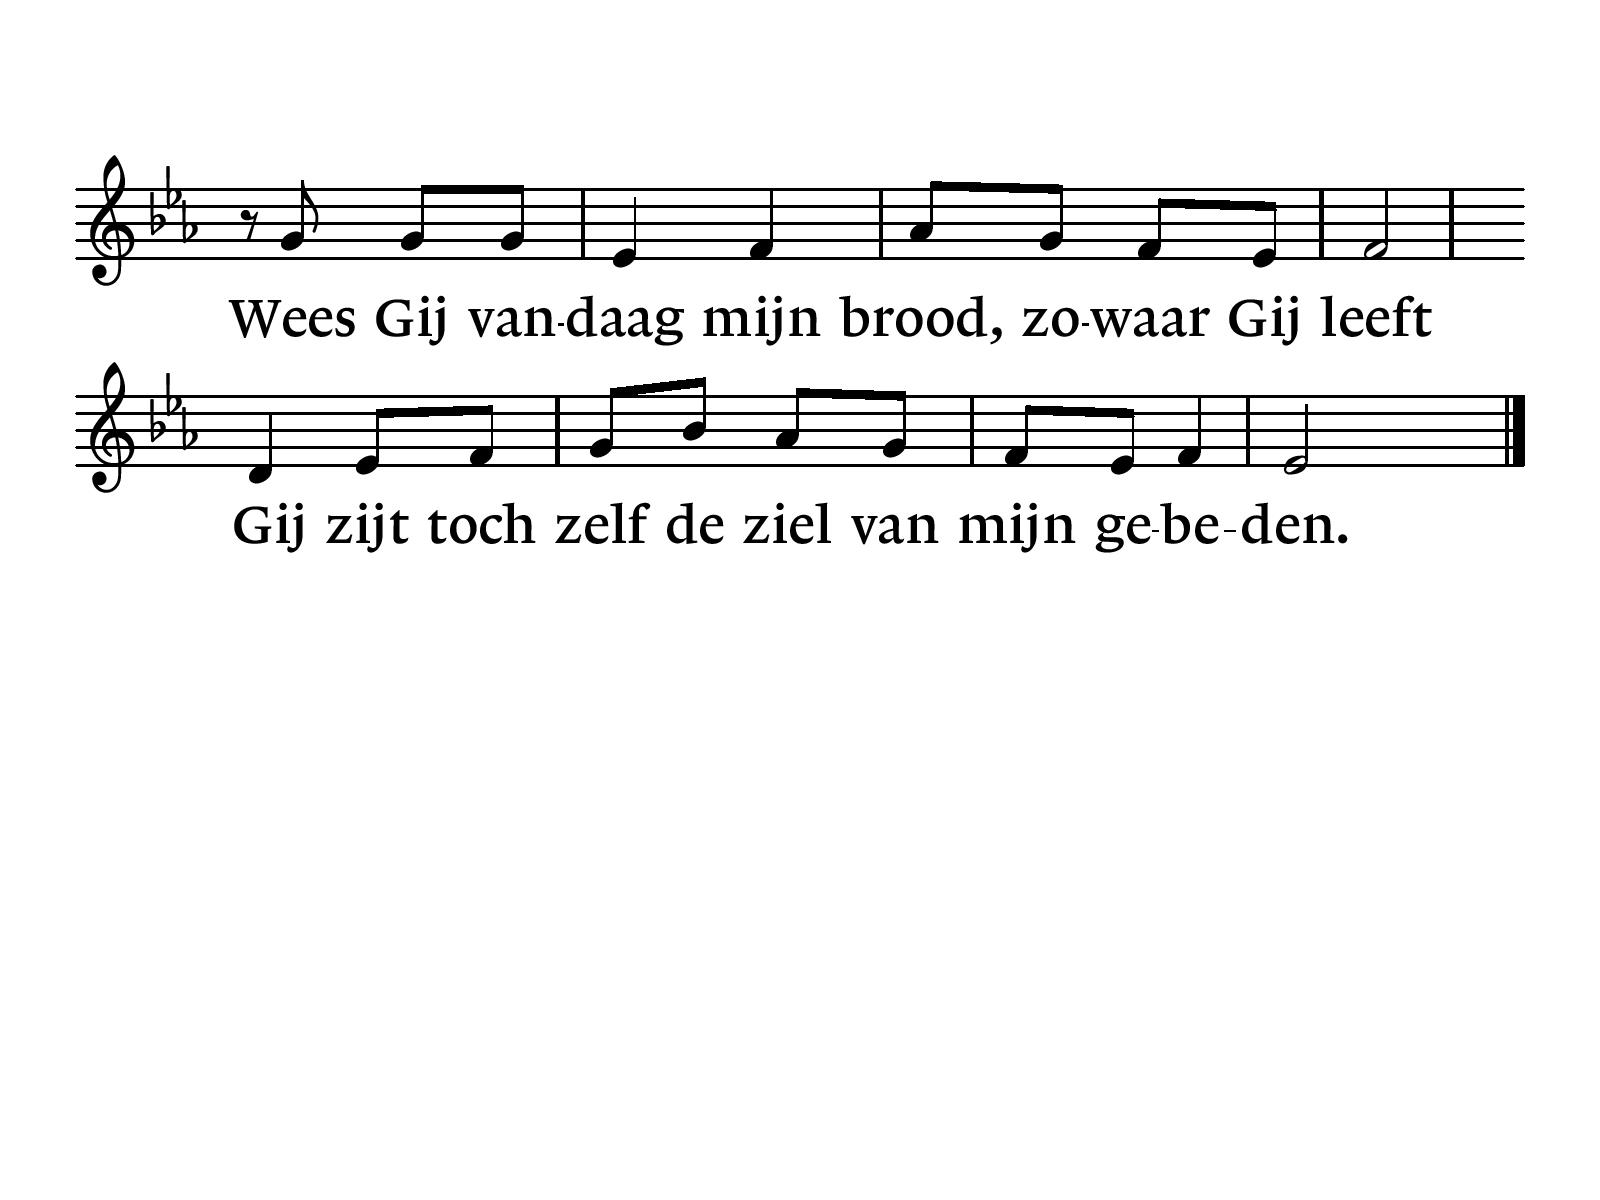 Wees Gij van-daag mijn brood, zo-waar Gij leeft
Gij zijt toch zelf de ziel van mijn ge-be-den.